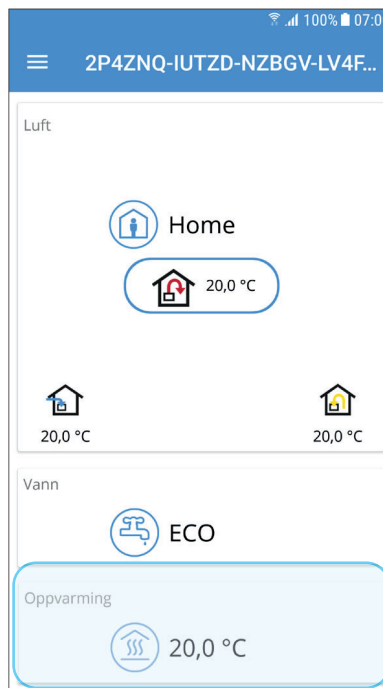 100% 07:0
2P4ZNQ-IUTZD-NZBGV-LV4F...
Luft
Home
20,0 °C
20,0 °C 20,0 °C
Vann
ECO
Oppvarming
20,0 °C